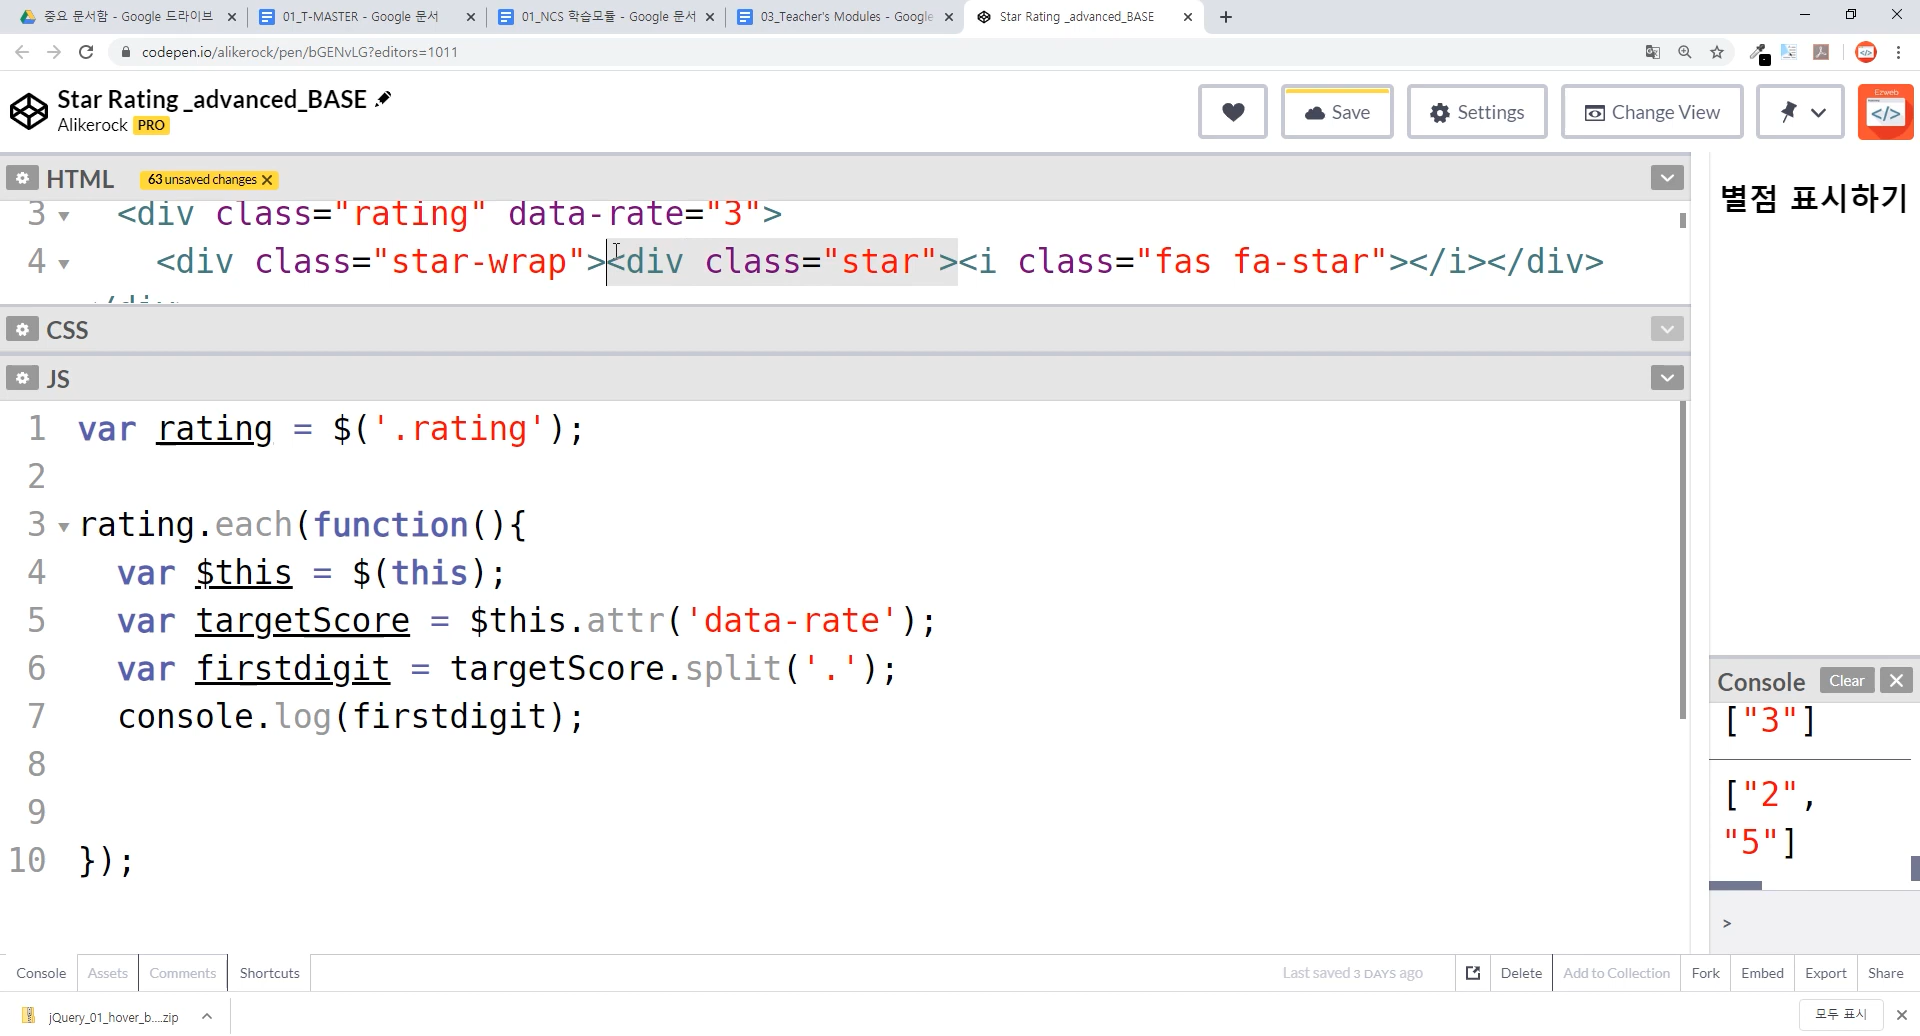 중요 문서함 - Google 드라이브
01_T-MASTER - Google 문서
01_NCS 학습모듈 - Google 문서
03_Teacher's Modules - Google
Star Rating _advanced_BASE
codepen.io/alikerock/pen/bGENvLG?editors=1011
Star Rating _advanced_BASE
Alikerock PRO
Save
Settings
Change View
Ezweb
</>
HTML
63 unsaved changes
3 <div class="rating" data-rate="3">
4 <div class="star-wrap"><div class="star"><i class="fas fa-star"></i></div>
</div>
CSS
JS
1 var rating = $('.rating');
2
3 rating.each(function(){
4 var $this = $(this);
5 var targetScore = $this.attr('data-rate');
6 var firstdigit = targetScore.split('.');
7 console.log(firstdigit);
8
9
10 });
별점 표시하기
Console
Clear
["3"]
["2",
"5"]
>
Console
Assets
Comments
Shortcuts
Last saved 3 DAYS ago
Delete
Add to Collection
Fork
Embed
Export
Share
jQuery_01_hover_b....zip
모두 표시